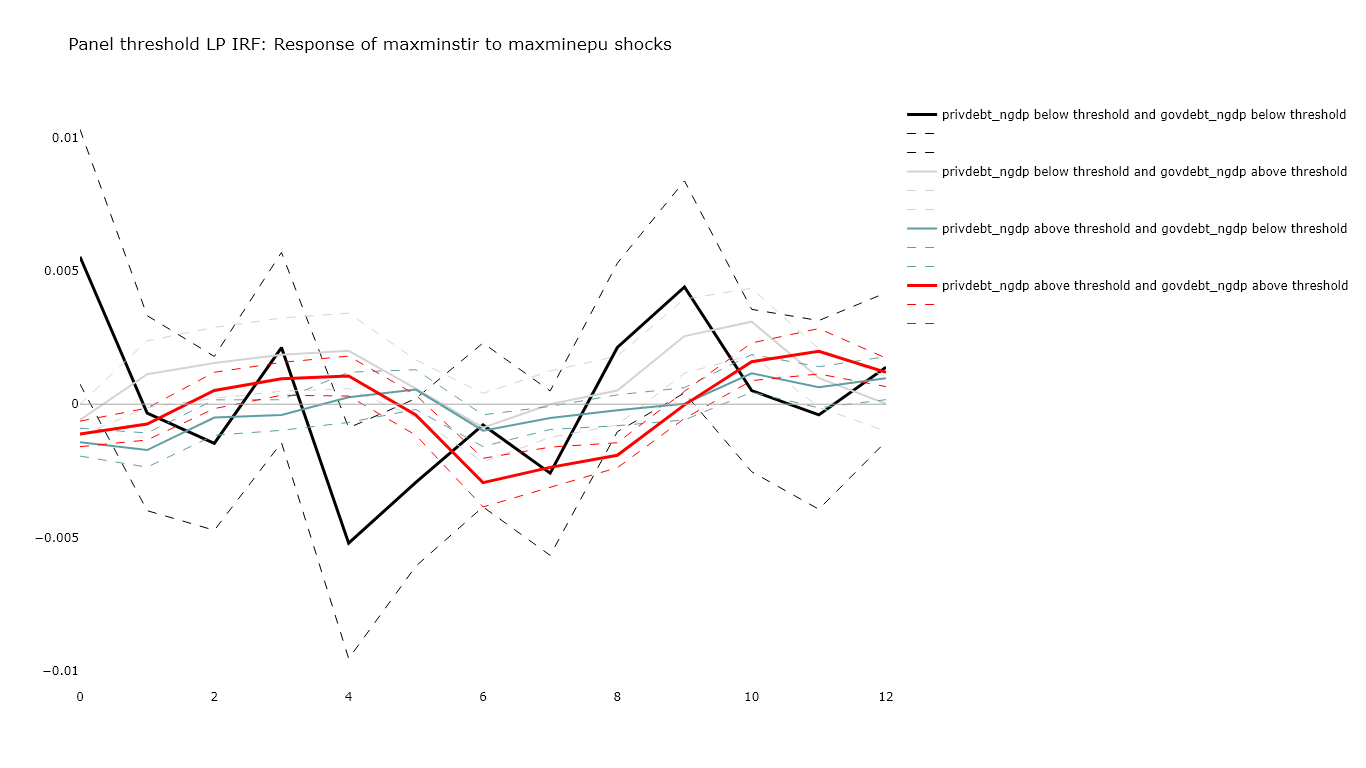 Panel threshold LP IRF: Response of maxminstir to maxminepu shocks
privdebt_ngdp below threshold and govdebt_ngdp below threshold
privdebt_ngdp below threshold and govdebt_ngdp above threshold
privdebt_ngdp above threshold and govdebt_ngdp below threshold
privdebt_ngdp above threshold and govdebt_ngdp above threshold
0.01
0.005
0
−0.005
−0.01
0 2 4 6 8 10 12